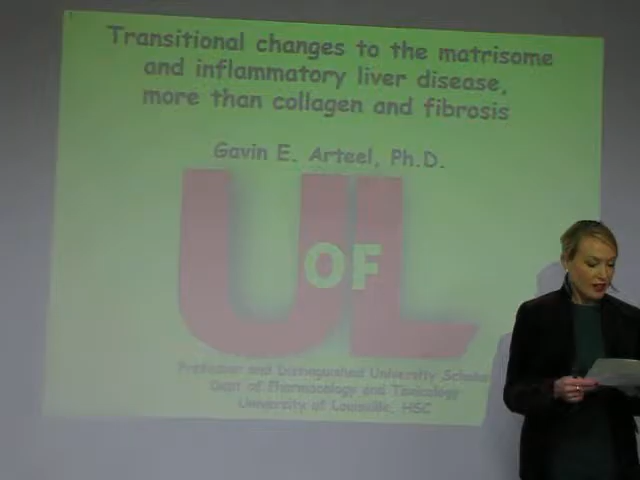 Transitional changes to the matrisome
and inflammatory liver disease,
more than collagen and fibrosis
Gavin E. Arteel, Ph.D.
U OF L
Professor and Distinguished University Scholar
Dept of Pharmacology and Toxicology
University of Louisville, HSC